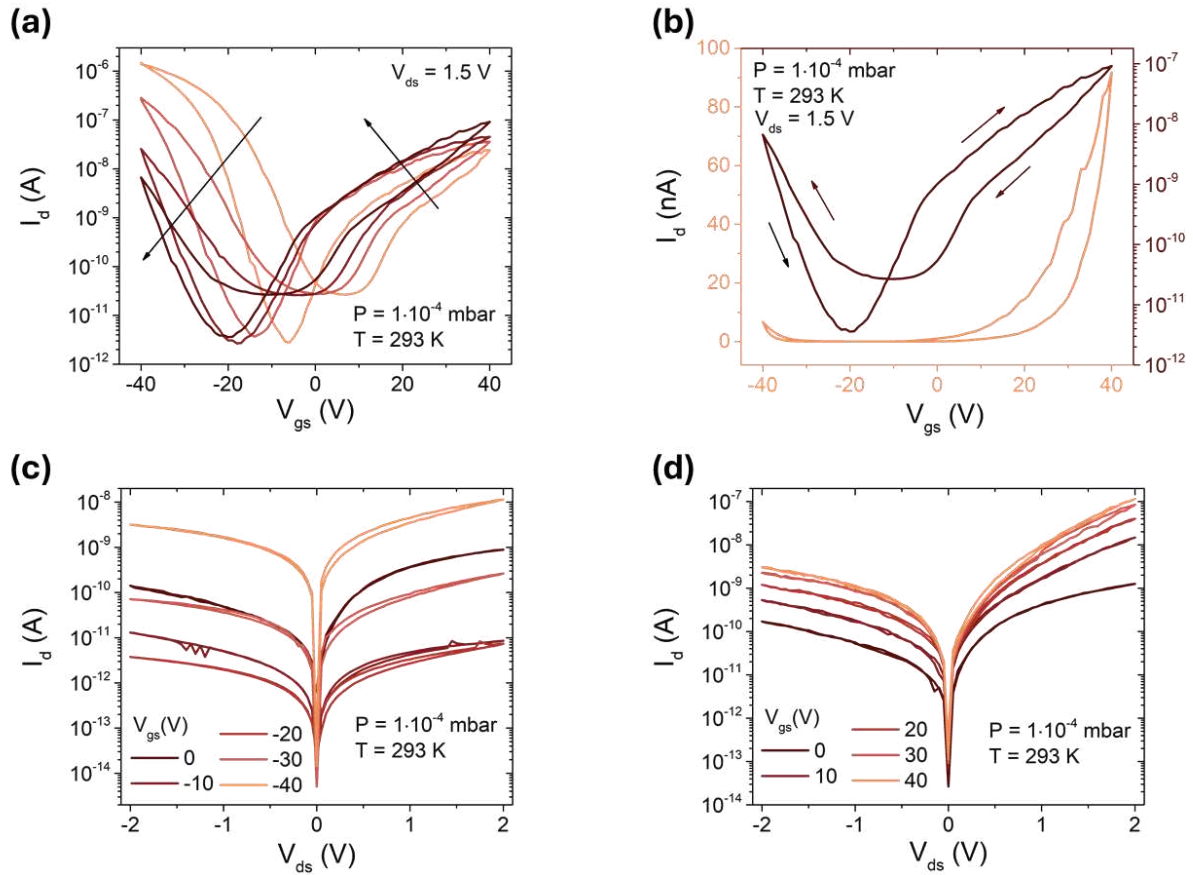 (a)
V_ds = 1.5 V
10^-6
10^-7
10^-8
10^-9
10^-10
10^-11
10^-12
I_d (A)
P = 1·10^-4 mbar
T = 293 K
-40 -20 0 20 40
V_gs (V)
(b)
P = 1·10^-4 mbar
T = 293 K
V_ds = 1.5 V
100
80
60
40
20
0
I_d (nA)
10^-7
10^-8
10^-9
10^-10
10^-11
10^-12
I_d (A)
-40 -20 0 20 40
V_gs (V)
(c)
10^-8
10^-9
10^-10
10^-11
10^-12
10^-13
10^-14
I_d (A)
V_gs(V)
0
-10
-20
-30
-40
P = 1·10^-4 mbar
T = 293 K
-2 -1 0 1 2
V_ds (V)
(d)
10^-7
10^-8
10^-9
10^-10
10^-11
10^-12
10^-13
10^-14
I_d (A)
V_gs(V)
0
10
20
30
40
P = 1·10^-4 mbar
T = 293 K
-2 -1 0 1 2
V_ds (V)